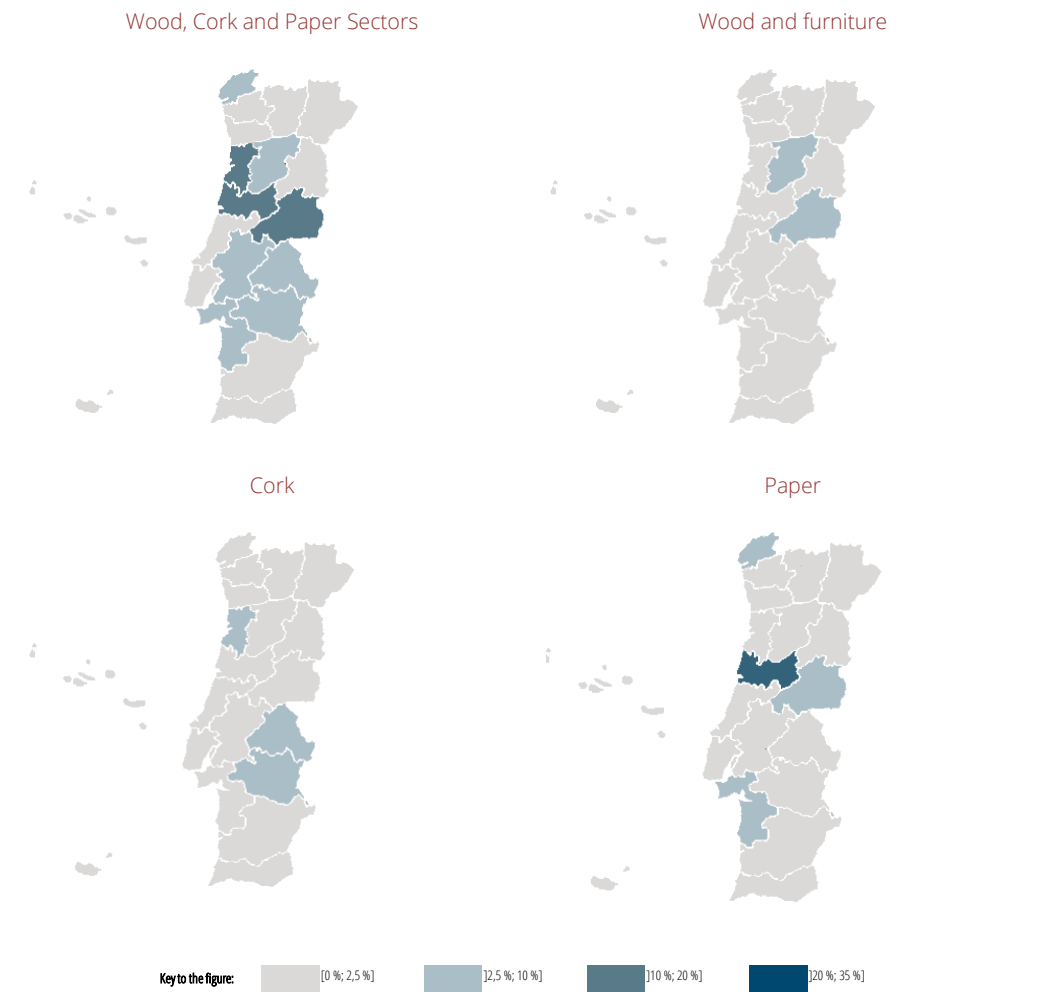 Wood, Cork and Paper Sectors
Wood and furniture
Cork
Paper
Key to the figure:
[0 %; 2,5 %]
]2,5 %; 10 %]
]10 %; 20 %]
]20 %; 35 %]